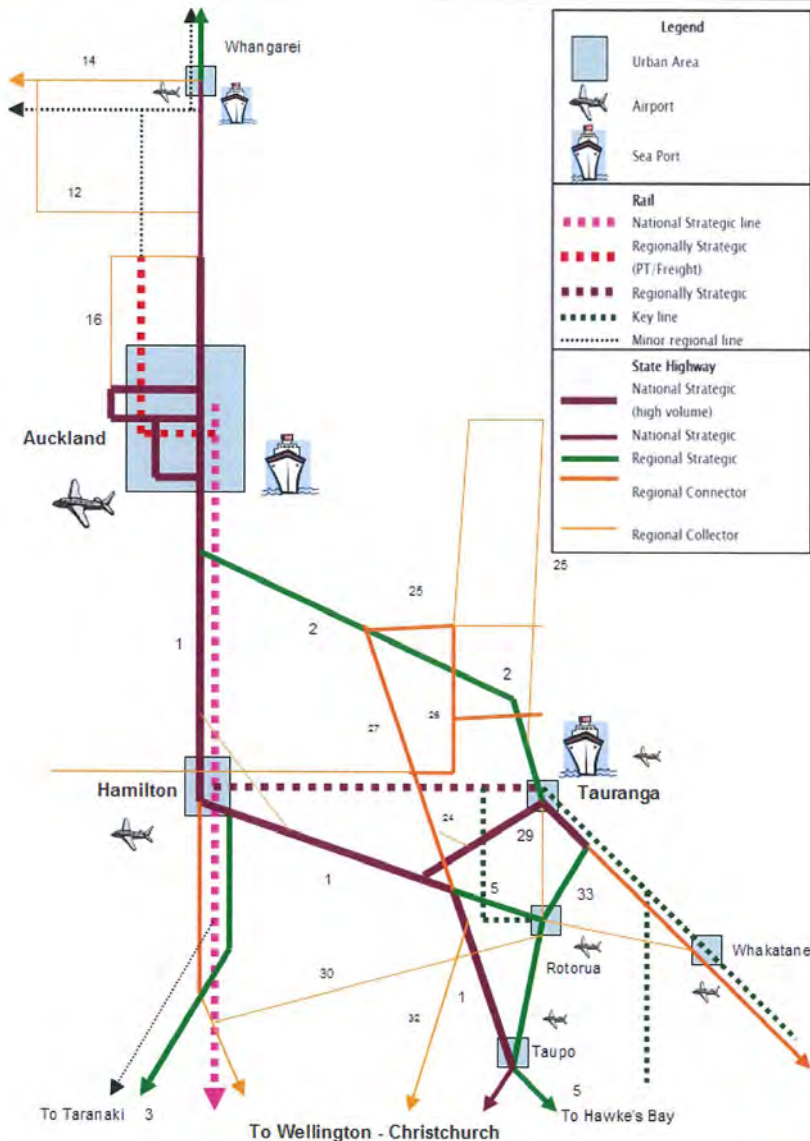 Whangarei
14
12
16
Auckland
1
2
25
25
2
27
26
Hamilton
Tauranga
24
29
1
5
33
Whakatane
Rotorua
30
1
32
Taupo
5
To Taranaki 3
To Hawke's Bay
To Wellington - Christchurch
Legend
Urban Area
Airport
Sea Port
Rail
National Strategic line
Regionally Strategic
(PT/Freight)
Regionally Strategic
Key line
Minor regional line
State Highway
National Strategic
(high volume)
National Strategic
Regional Strategic
Regional Connector
Regional Collector